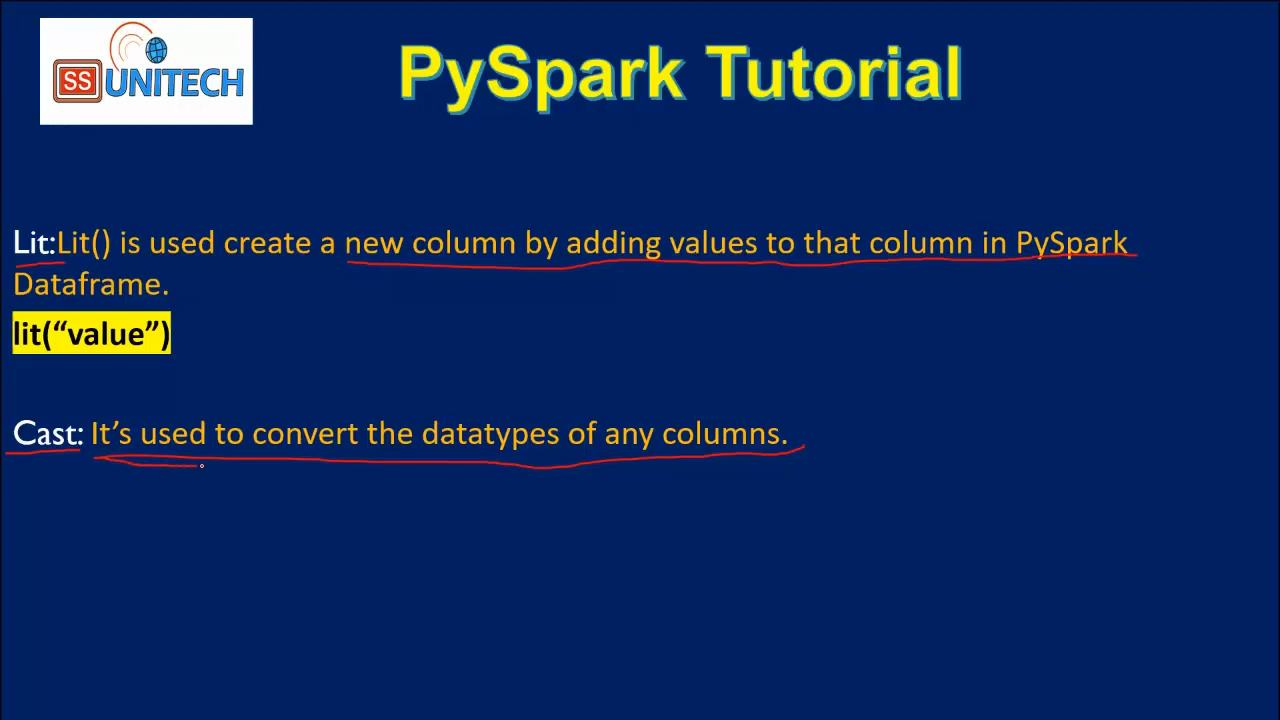 SS UNITECH
PySpark Tutorial
Lit:Lit() is used create a new column by adding values to that column in PySpark
Dataframe.
lit(“value”)
Cast: It’s used to convert the datatypes of any columns.